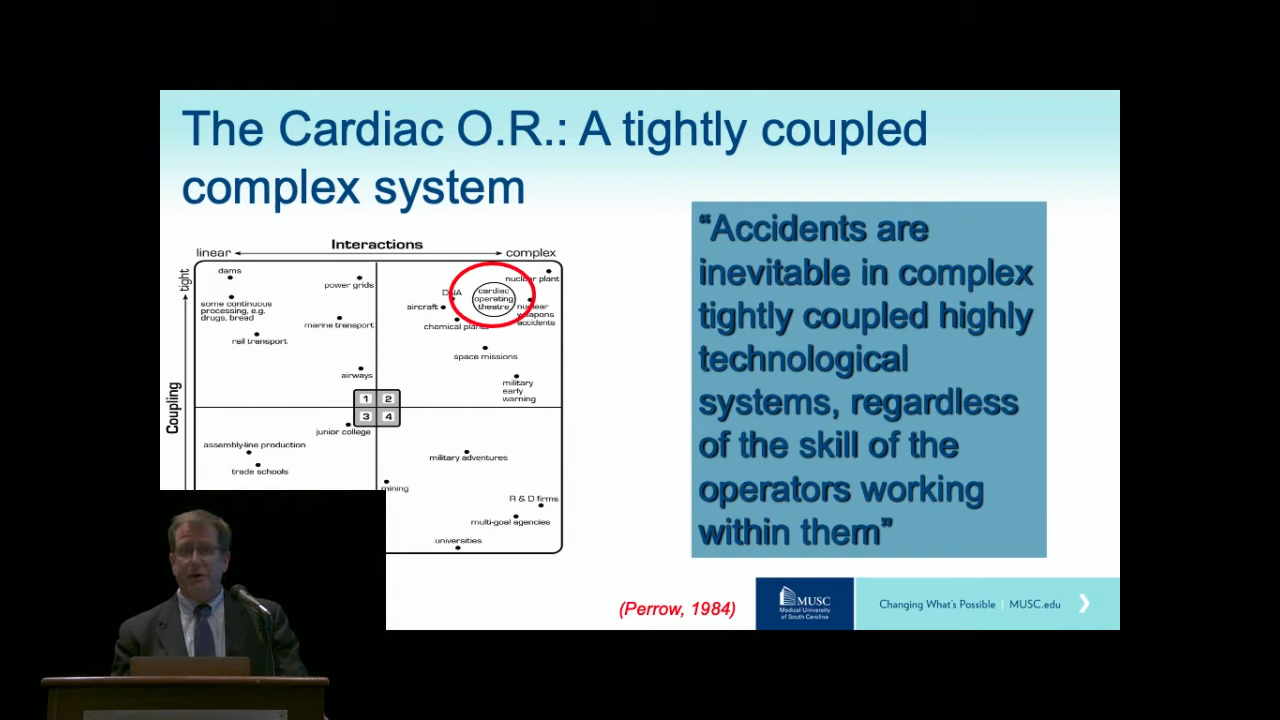 The Cardiac O.R.: A tightly coupled
complex system
Interactions
linear
complex
tight
Coupling
dams
some continuous
processing, e.g.
drugs, bread
rail transport
power grids
marine transport
airways
nuclear plant
DNA
cardiac
operating
theatre
aircraft
nuclear
weapons
accidents
chemical plants
space missions
military
early
warning
1
2
3
4
junior college
assembly-line production
trade schools
military adventures
mining
R & D firms
multi-goal agencies
universities
“Accidents are
inevitable in complex
tightly coupled highly
technological
systems, regardless
of the skill of the
operators working
within them”
(Perrow, 1984)
MUSC
Medical University
of South Carolina
Changing What's Possible | MUSC.edu